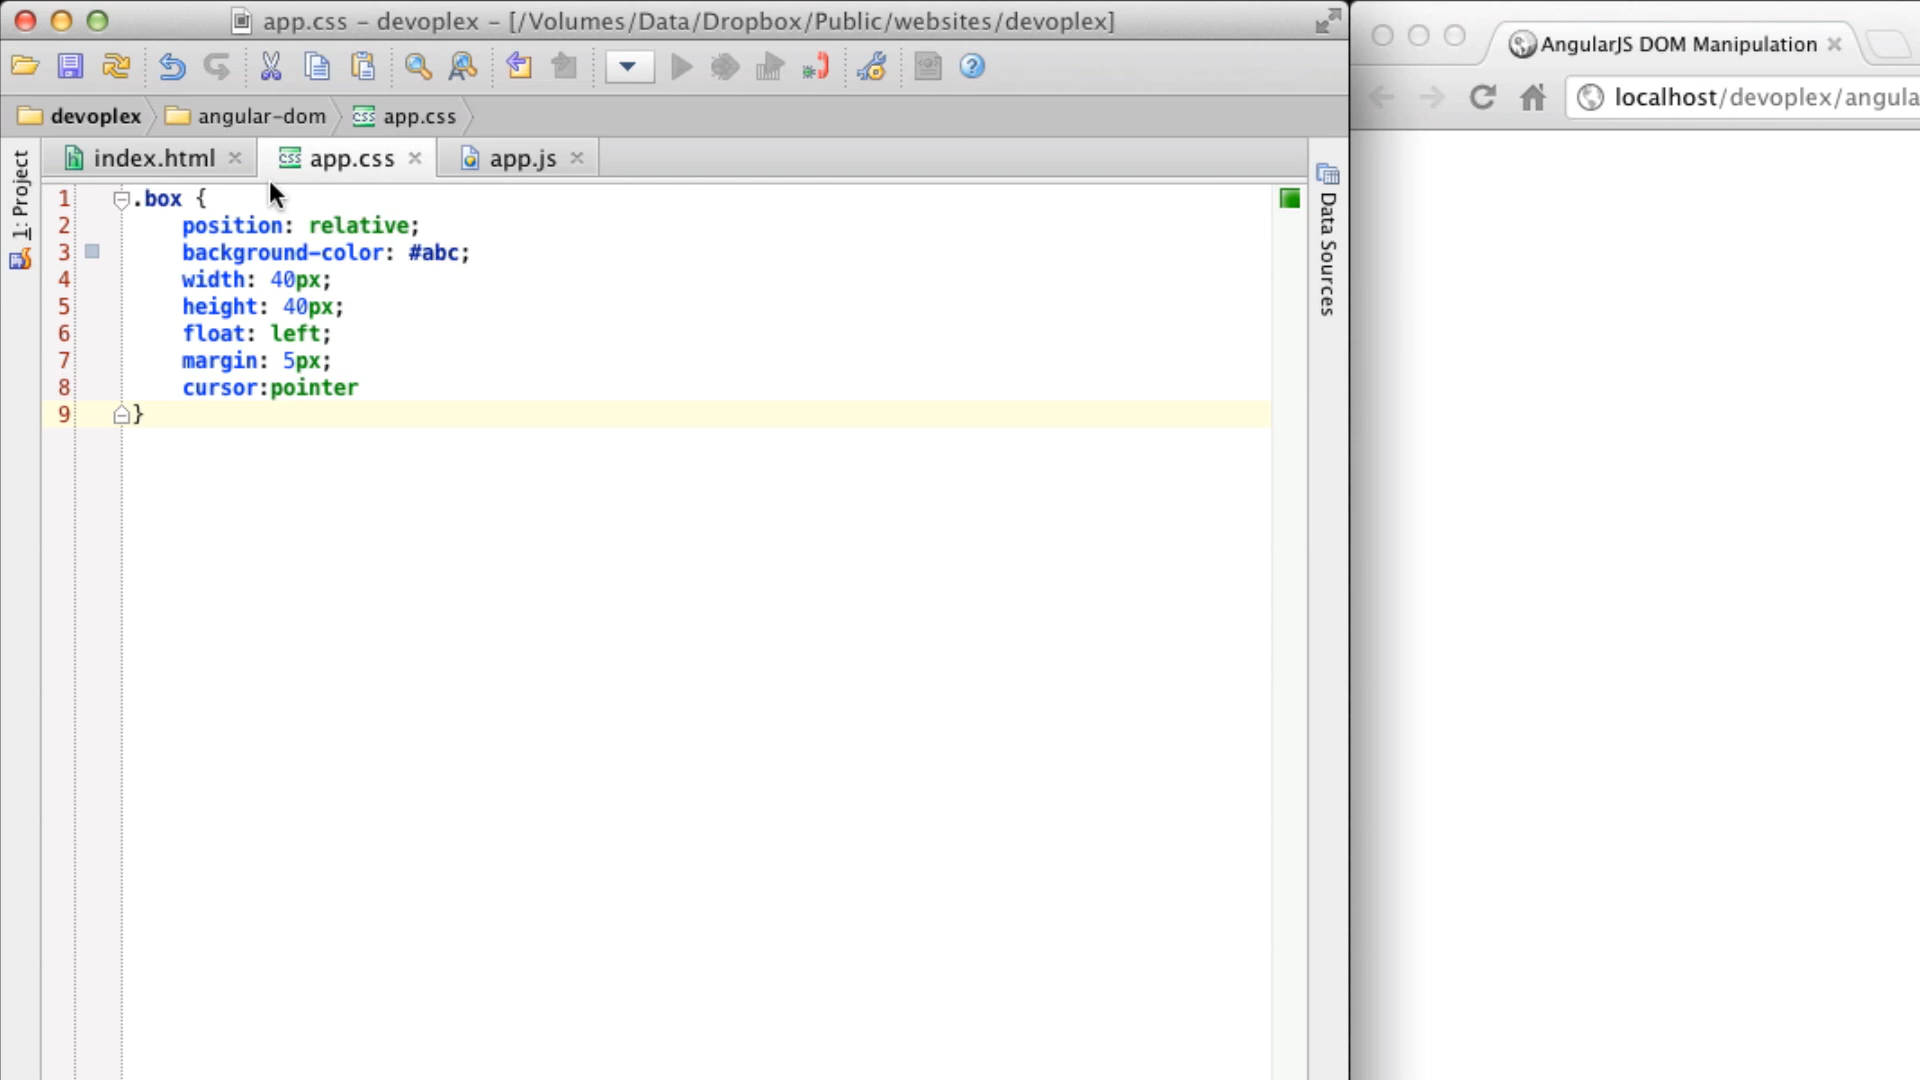 app.css – devoplex – [/Volumes/Data/Dropbox/Public/websites/devoplex]
AngularJS DOM Manipulation
localhost/devoplex/angula
devoplex angular-dom css app.css
index.html css app.css app.js
1: Project
Data Sources
1 .box {
2 position: relative;
3 background-color: #abc;
4 width: 40px;
5 height: 40px;
6 float: left;
7 margin: 5px;
8 cursor:pointer
9 }